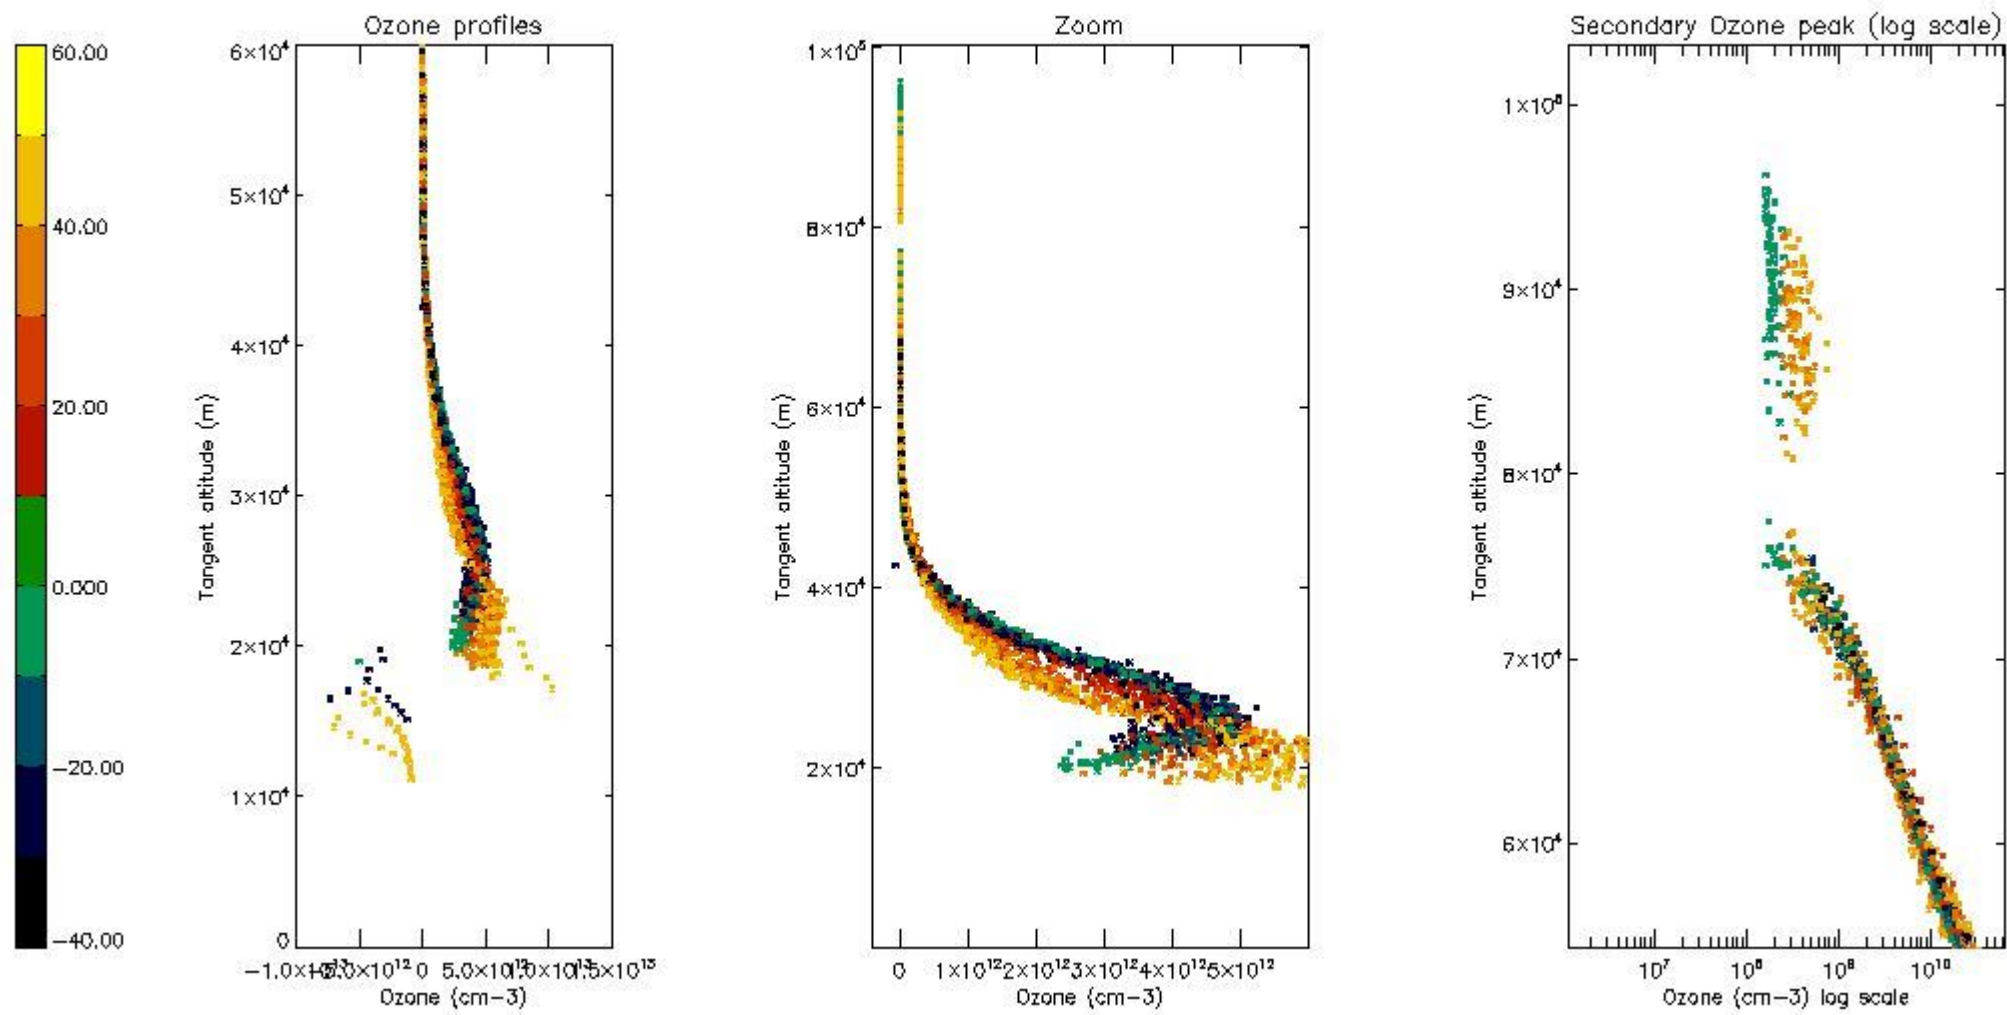 Ozone profiles
Zoom
Secondary Ozone peak (log scale)
60.00
40.00
20.00
0.000
-20.00
-40.00
6×10⁴
5×10⁴
4×10⁴
3×10⁴
2×10⁴
1×10⁴
0
Tangent altitude (m)
5.0×10¹²
0
Ozone (cm-3)
1×10⁵
8×10⁴
6×10⁴
4×10⁴
2×10⁴
Tangent altitude (m)
0 1×10¹² 2×10¹² 3×10¹² 4×10¹² 5×10¹²
Ozone (cm-3)
9×10⁴
8×10⁴
7×10⁴
6×10⁴
Tangent altitude (m)
10⁷ 10⁸ 10⁹ 10¹⁰
Ozone (cm-3) log scale